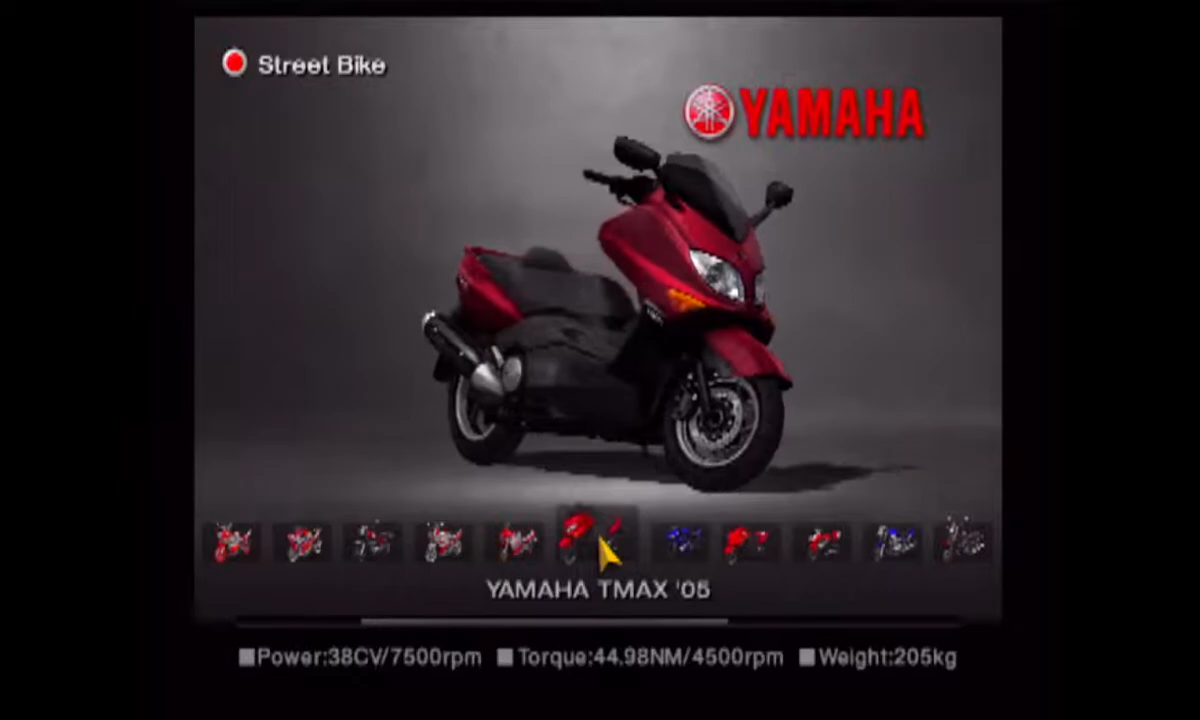 Street Bike
YAMAHA
YAMAHA TMAX '05
Power:38CV/7500rpm Torque:44.98NM/4500rpm Weight:205kg